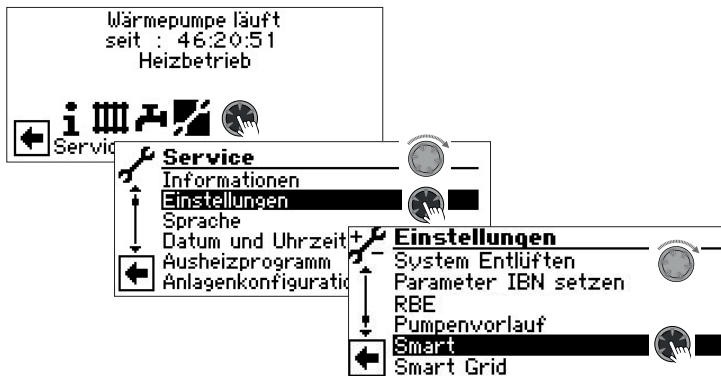 Wärmepumpe läuft
seit : 46:20:51
Heizbetrieb
Servic
Service
Informationen
Einstellungen
Sprache
Datum und Uhrzeit
Ausheizprogramm
Anlagenkonfiguratio
Einstellungen
System Entlüften
Parameter IBN setzen
RBE
Pumpenvorlauf
Smart
Smart Grid